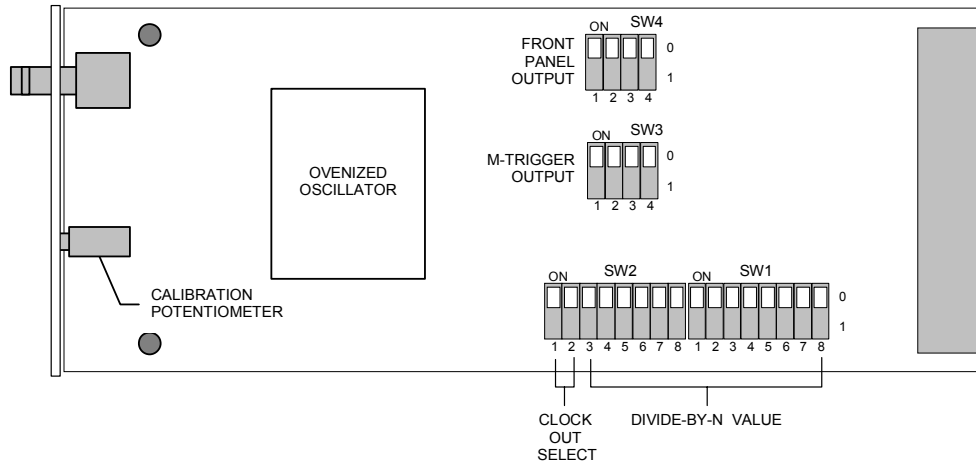 ON SW4
FRONT
PANEL
OUTPUT
0
1
1 2 3 4
ON SW3
M-TRIGGER
OUTPUT
0
1
1 2 3 4
OVENIZED
OSCILLATOR
CALIBRATION
POTENTIOMETER
ON SW2 ON SW1
0
1
1 2 3 4 5 6 7 8 1 2 3 4 5 6 7 8
CLOCK
OUT
SELECT
DIVIDE-BY-N VALUE